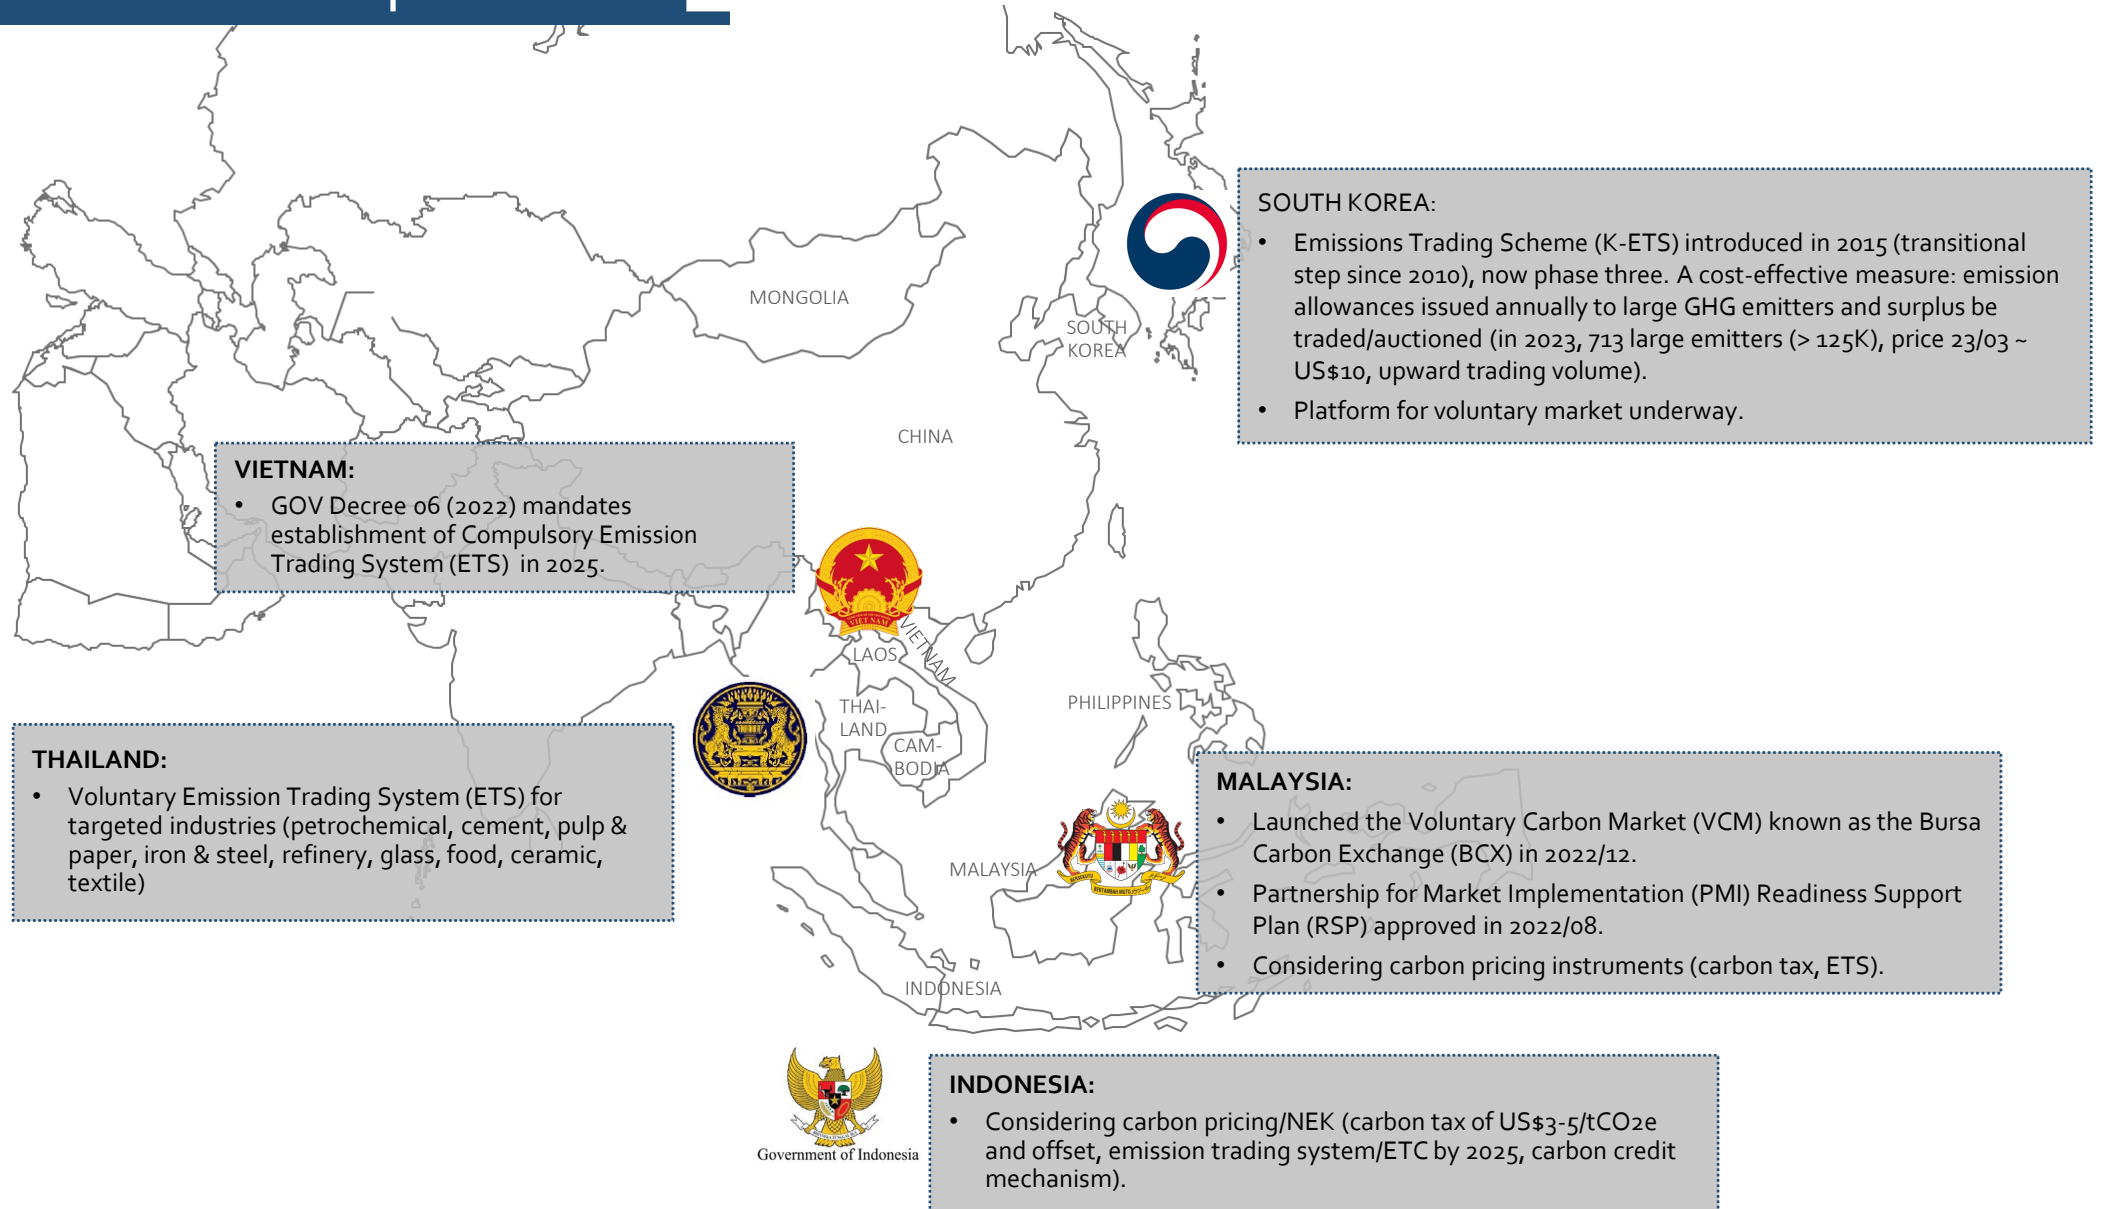 MONGOLIA
SOUTH
KOREA
CHINA
SOUTH KOREA:
• Emissions Trading Scheme (K-ETS) introduced in 2015 (transitional
step since 2010), now phase three. A cost-effective measure: emission
allowances issued annually to large GHG emitters and surplus be
traded/auctioned (in 2023, 713 large emitters (> 125K), price 23/03 ~
US$10, upward trading volume).
• Platform for voluntary market underway.
VIETNAM:
• GOV Decree 06 (2022) mandates
establishment of Compulsory Emission
Trading System (ETS) in 2025.
VIỆT NAM
LAOS
VIETNAM
THAI-
LAND
CAM-
BODIA
PHILIPPINES
THAILAND:
• Voluntary Emission Trading System (ETS) for
targeted industries (petrochemical, cement, pulp &
paper, iron & steel, refinery, glass, food, ceramic,
textile)
MALAYSIA
MALAYSIA:
• Launched the Voluntary Carbon Market (VCM) known as the Bursa
Carbon Exchange (BCX) in 2022/12.
• Partnership for Market Implementation (PMI) Readiness Support
Plan (RSP) approved in 2022/08.
• Considering carbon pricing instruments (carbon tax, ETS).
INDONESIA
Government of Indonesia
INDONESIA:
• Considering carbon pricing/NEK (carbon tax of US$3-5/tCO2e
and offset, emission trading system/ETC by 2025, carbon credit
mechanism).